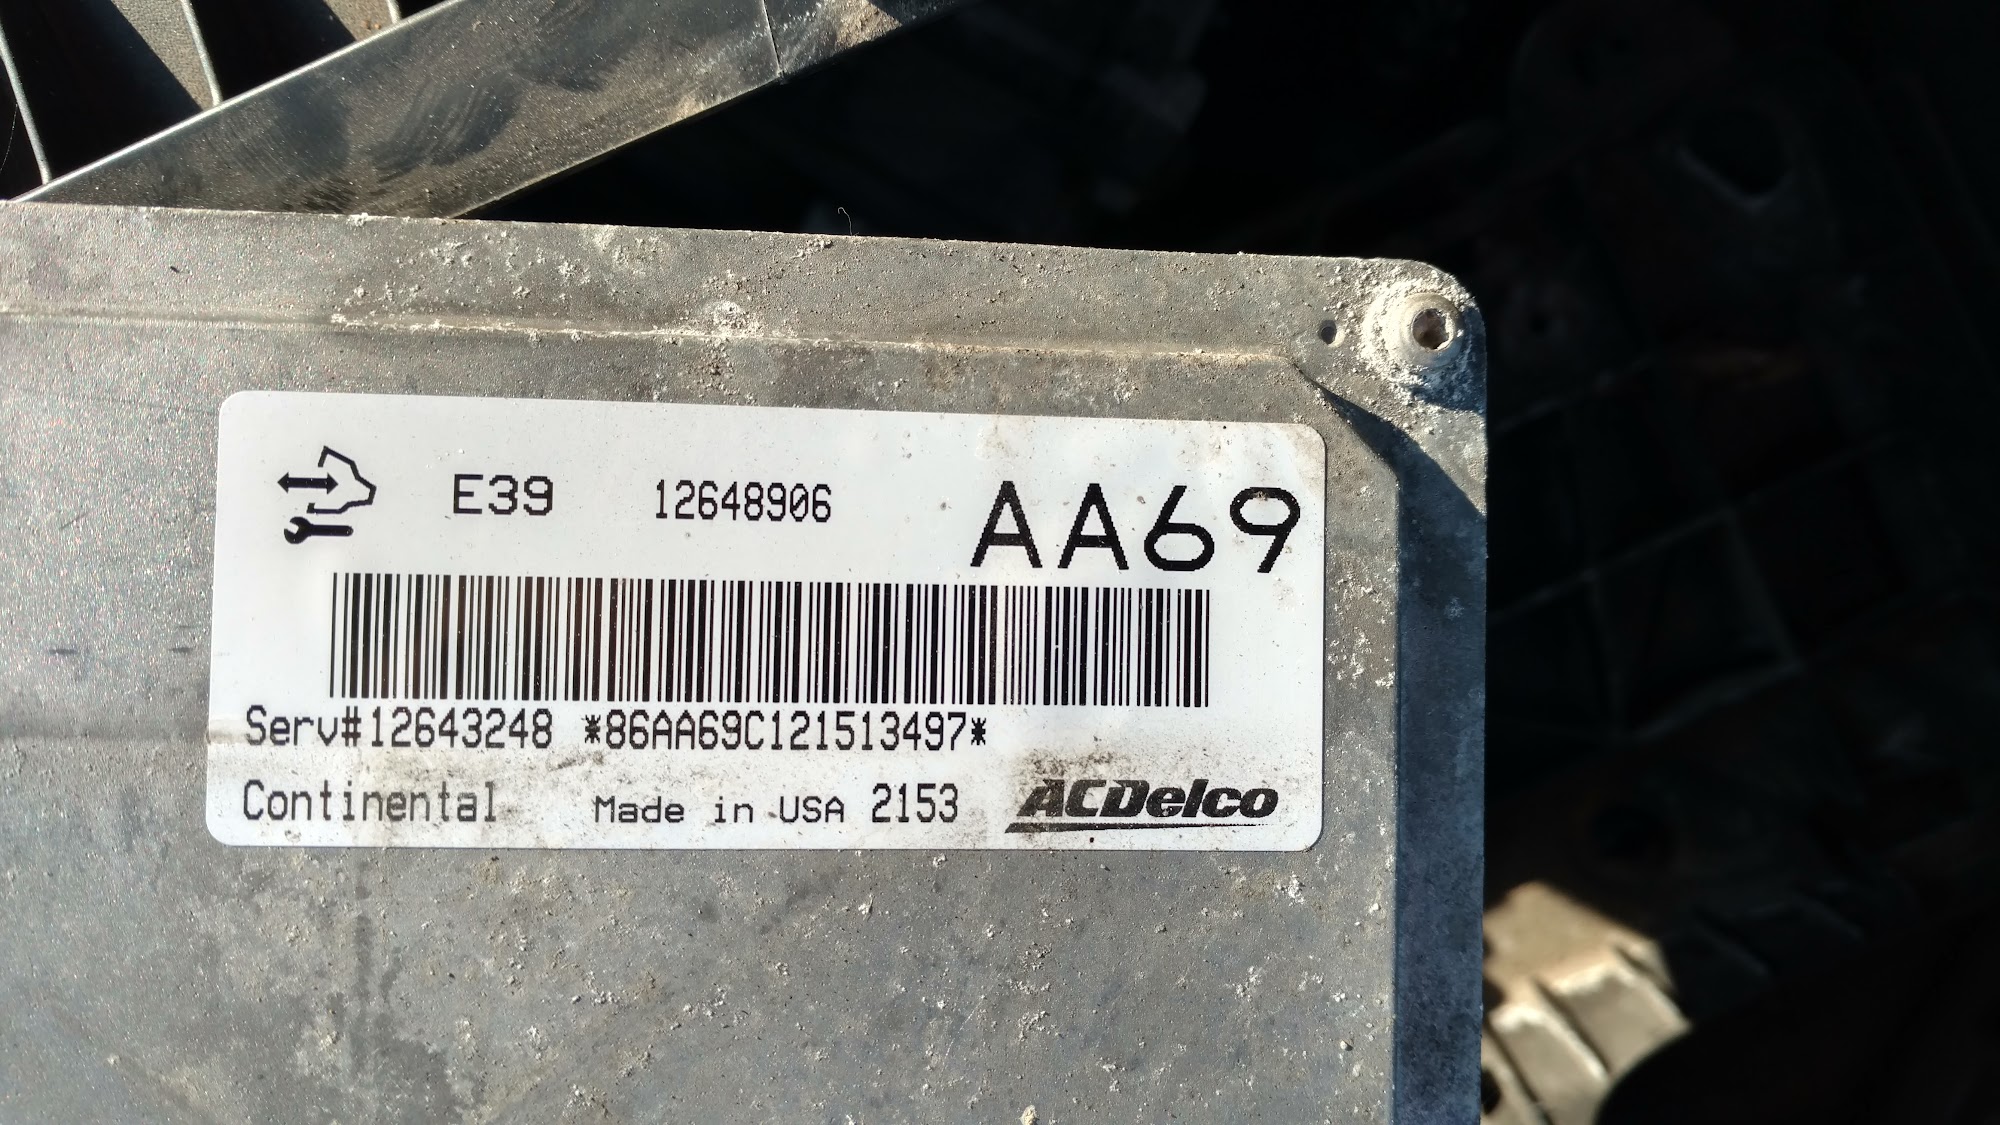 E39 12648906 AA69
Serv#12643248 *86AA69C121513497*
Continental Made in USA 2153 ACDelco